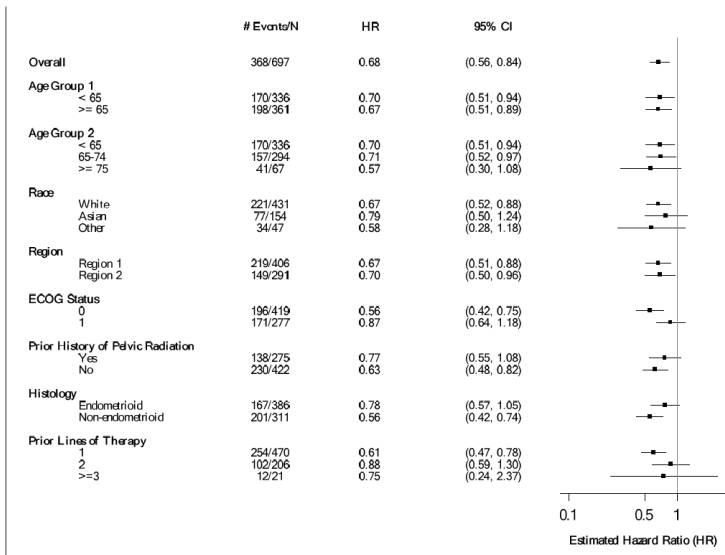 # Events/N HR 95% CI
Overall 368/697 0.68 (0.56, 0.84)
Age Group 1
< 65 170/336 0.70 (0.51, 0.94)
>= 65 198/361 0.67 (0.51, 0.89)
Age Group 2
< 65 170/336 0.70 (0.51, 0.94)
65-74 157/294 0.71 (0.52, 0.97)
>= 75 41/67 0.57 (0.30, 1.08)
Race
White 221/431 0.67 (0.52, 0.88)
Asian 77/154 0.79 (0.50, 1.24)
Other 34/47 0.58 (0.28, 1.18)
Region
Region 1 219/406 0.67 (0.51, 0.88)
Region 2 149/291 0.70 (0.50, 0.96)
ECOG Status
0 196/419 0.56 (0.42, 0.75)
1 171/277 0.87 (0.64, 1.18)
Prior History of Pelvic Radiation
Yes 138/275 0.77 (0.55, 1.08)
No 230/422 0.63 (0.48, 0.82)
Histology
Endometrioid 167/386 0.78 (0.57, 1.05)
Non-endometrioid 201/311 0.56 (0.42, 0.74)
Prior Lines of Therapy
1 254/470 0.61 (0.47, 0.78)
2 102/206 0.88 (0.59, 1.30)
>=3 12/21 0.75 (0.24, 2.37)
0.1 0.5 1
Estimated Hazard Ratio (HR)